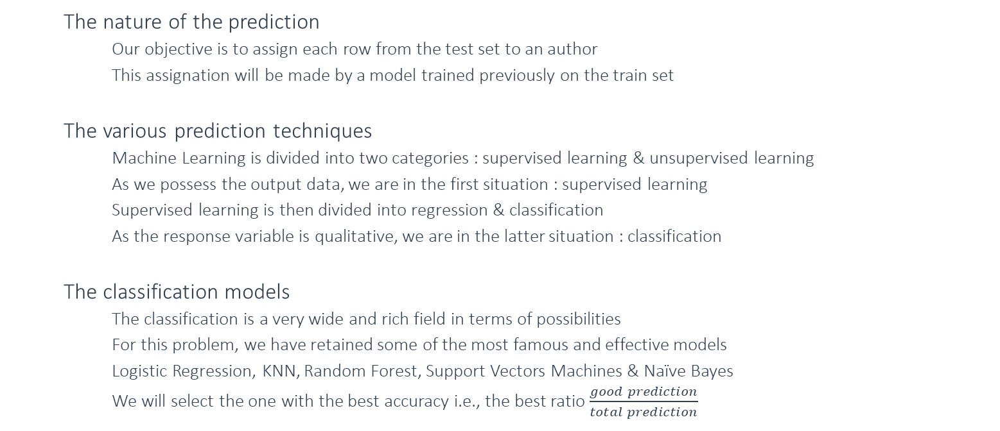 The nature of the prediction
Our objective is to assign each row from the test set to an author
This assignation will be made by a model trained previously on the train set
The various prediction techniques
Machine Learning is divided into two categories : supervised learning & unsupervised learning
As we possess the output data, we are in the first situation : supervised learning
Supervised learning is then divided into regression & classification
As the response variable is qualitative, we are in the latter situation : classification
The classification models
The classification is a very wide and rich field in terms of possibilities
For this problem, we have retained some of the most famous and effective models
Logistic Regression, KNN, Random Forest, Support Vectors Machines & Naïve Bayes
We will select the one with the best accuracy i.e., the best ratio good prediction
total prediction